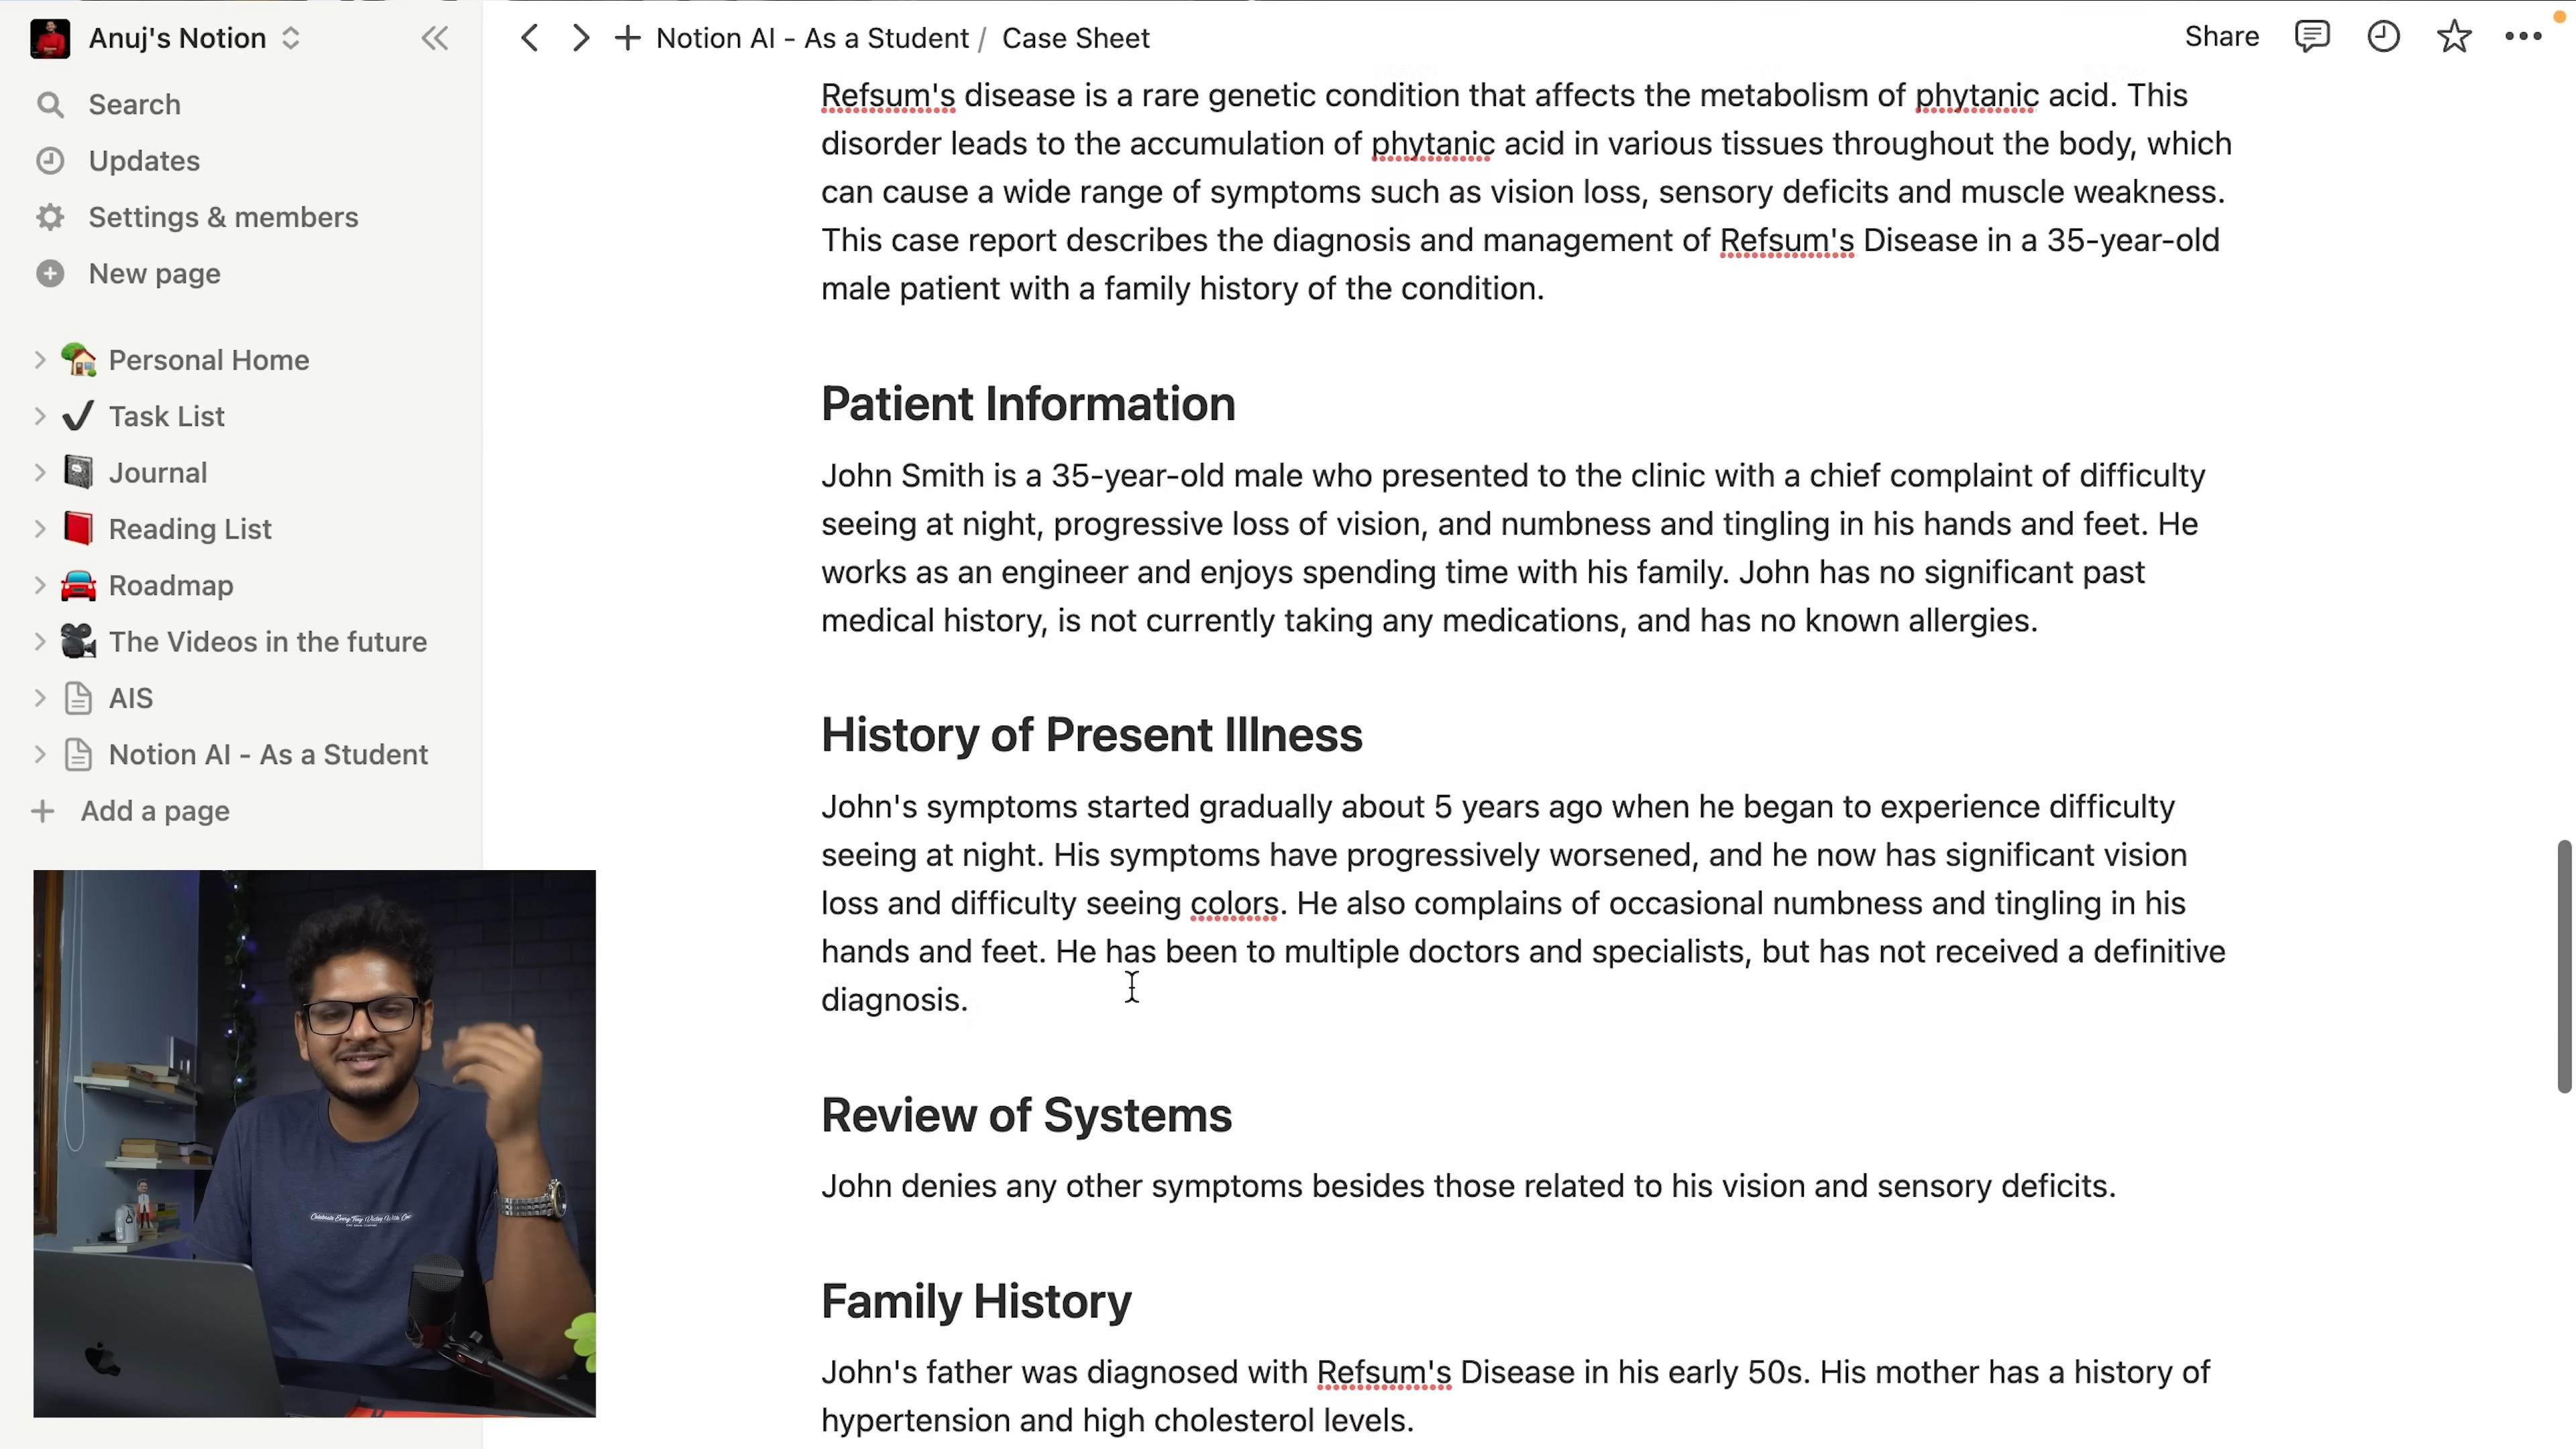 Anuj's Notion
Search
Updates
Settings & members
New page
Personal Home
Task List
Journal
Reading List
Roadmap
The Videos in the future
AIS
Notion AI - As a Student
Add a page
Notion AI - As a Student / Case Sheet
Share
Refsum's disease is a rare genetic condition that affects the metabolism of phytanic acid. This
disorder leads to the accumulation of phytanic acid in various tissues throughout the body, which
can cause a wide range of symptoms such as vision loss, sensory deficits and muscle weakness.
This case report describes the diagnosis and management of Refsum's Disease in a 35-year-old
male patient with a family history of the condition.
Patient Information
John Smith is a 35-year-old male who presented to the clinic with a chief complaint of difficulty
seeing at night, progressive loss of vision, and numbness and tingling in his hands and feet. He
works as an engineer and enjoys spending time with his family. John has no significant past
medical history, is not currently taking any medications, and has no known allergies.
History of Present Illness
John's symptoms started gradually about 5 years ago when he began to experience difficulty
seeing at night. His symptoms have progressively worsened, and he now has significant vision
loss and difficulty seeing colors. He also complains of occasional numbness and tingling in his
hands and feet. He has been to multiple doctors and specialists, but has not received a definitive
diagnosis.
Review of Systems
John denies any other symptoms besides those related to his vision and sensory deficits.
Family History
John's father was diagnosed with Refsum's Disease in his early 50s. His mother has a history of
hypertension and high cholesterol levels.
Celebrate Every Tiny Victory With